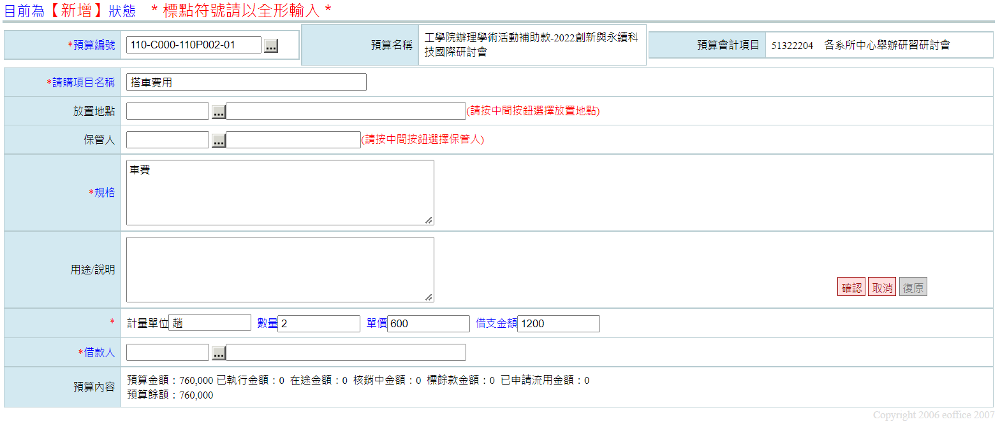 目前為【新增】狀態 ＊標點符號請以全形輸入＊
*預算編號 110-C000-110P002-01 ... 預算名稱 工學院辦理學術活動補助款-2022創新與永續科
技國際研討會 預算會計項目 51322204 各系所中心舉辦研習研討會
*請購項目名稱 搭車費用
放置地點 ... (請按中間按鈕選擇放置地點)
保管人 ... (請按中間按鈕選擇保管人)
*規格 車費
用途/說明
確認 取消 復原
* 計量單位 趟 數量 2 單價 600 借支金額 1200
*借款人 ...
預算內容 預算金額：760,000 已執行金額：0 在途金額：0 核銷中金額：0 標餘款金額：0 已申請流用金額：0
預算餘額：760,000
Copyright 2006 eoffice 2007